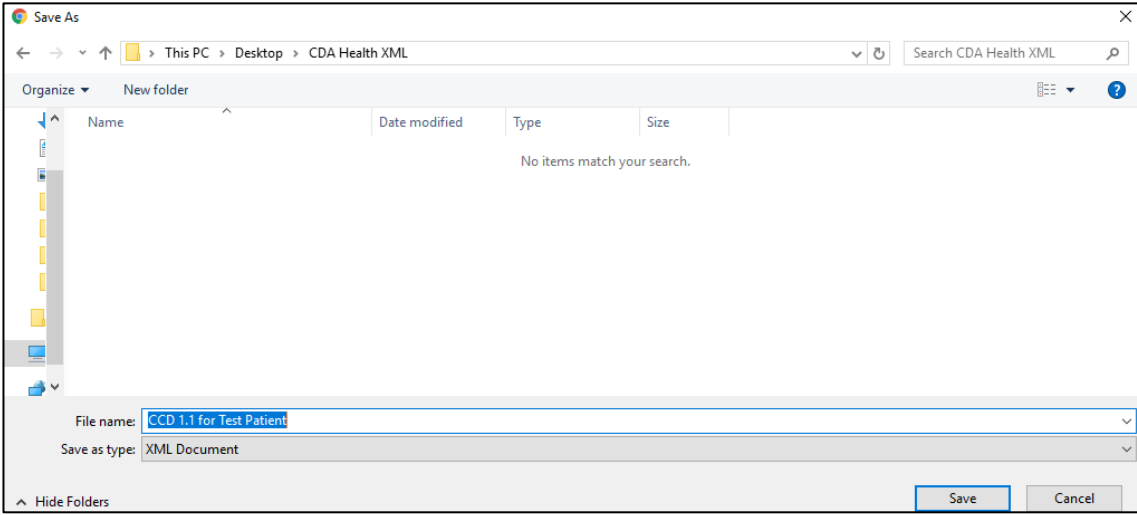 Save As
This PC > Desktop > CDA Health XML
Search CDA Health XML
Organize
New folder
?
Name Date modified Type Size
No items match your search.
File name: CCD 1.1 for Test Patient
Save as type: XML Document
Hide Folders
Save Cancel